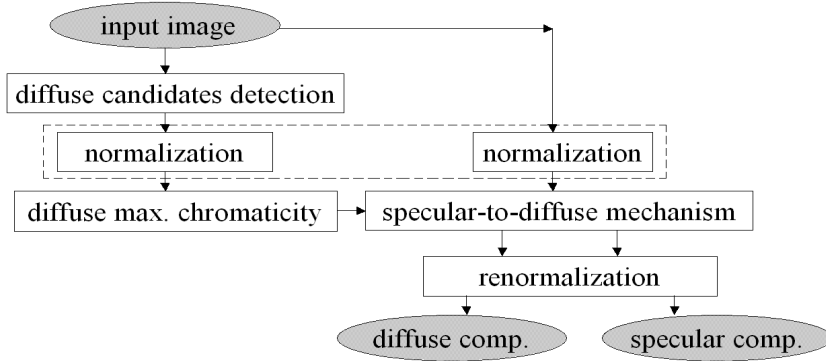 input image
diffuse candidates detection
normalization
normalization
diffuse max. chromaticity
specular-to-diffuse mechanism
renormalization
diffuse comp.
specular comp.